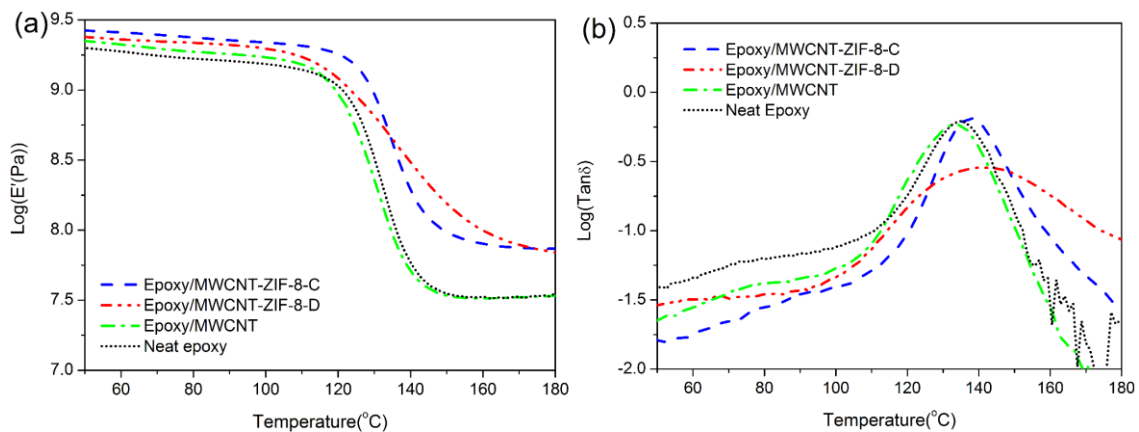 (a)
9.5
9.0
8.5
8.0
7.5
7.0
Log(E'(Pa))
Epoxy/MWCNT-ZIF-8-C
Epoxy/MWCNT-ZIF-8-D
Epoxy/MWCNT
Neat epoxy
60 80 100 120 140 160 180
Temperature(°C)
(b)
0.5
0.0
-0.5
-1.0
-1.5
-2.0
Log(Tanδ)
Epoxy/MWCNT-ZIF-8-C
Epoxy/MWCNT-ZIF-8-D
Epoxy/MWCNT
Neat Epoxy
60 80 100 120 140 160 180
Temperature(°C)